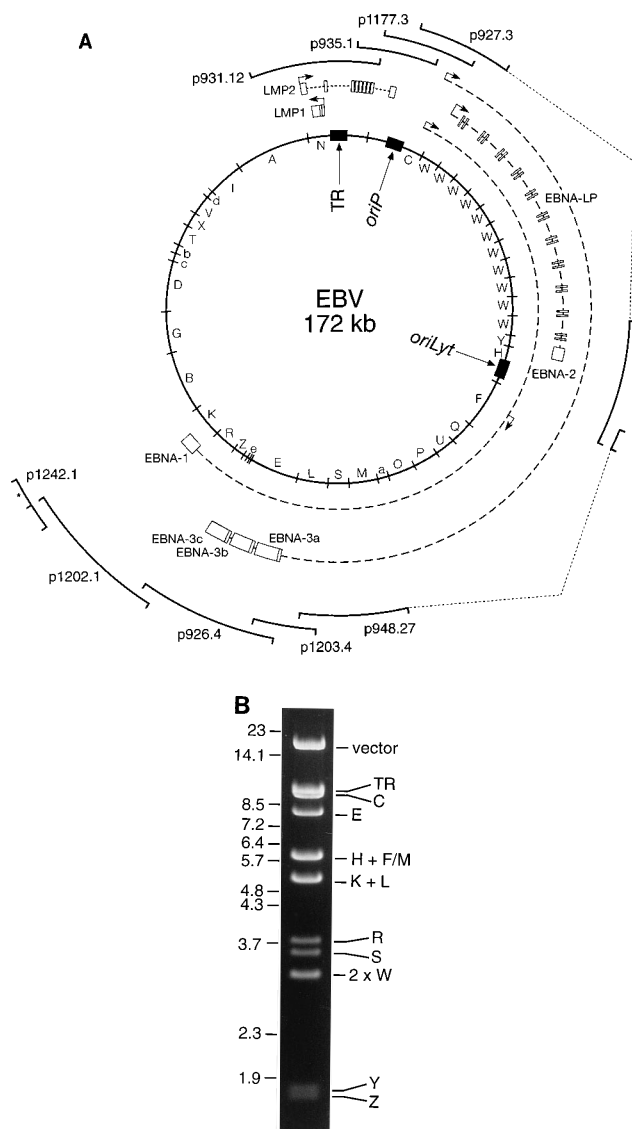 A
p1177.3
p927.3
p935.1
p931.12
LMP2
LMP1
N
C
W
W
W
W
W
W
W
W
W
W
W
Y
H
F
Q
U
P
O
a
M
S
L
E
e
Z
R
K
B
G
D
c
b
T
X
V
d
I
A
TR
oriP
EBNA-LP
EBV
172 kb
oriLyt
EBNA-2
EBNA-1
p1242.1
*
EBNA-3c
EBNA-3b
EBNA-3a
p1202.1
p926.4
p1203.4
p948.27
B
23
14.1
8.5
7.2
6.4
5.7
4.8
4.3
3.7
2.3
1.9
vector
TR
C
E
H + F/M
K + L
R
S
2 x W
Y
Z